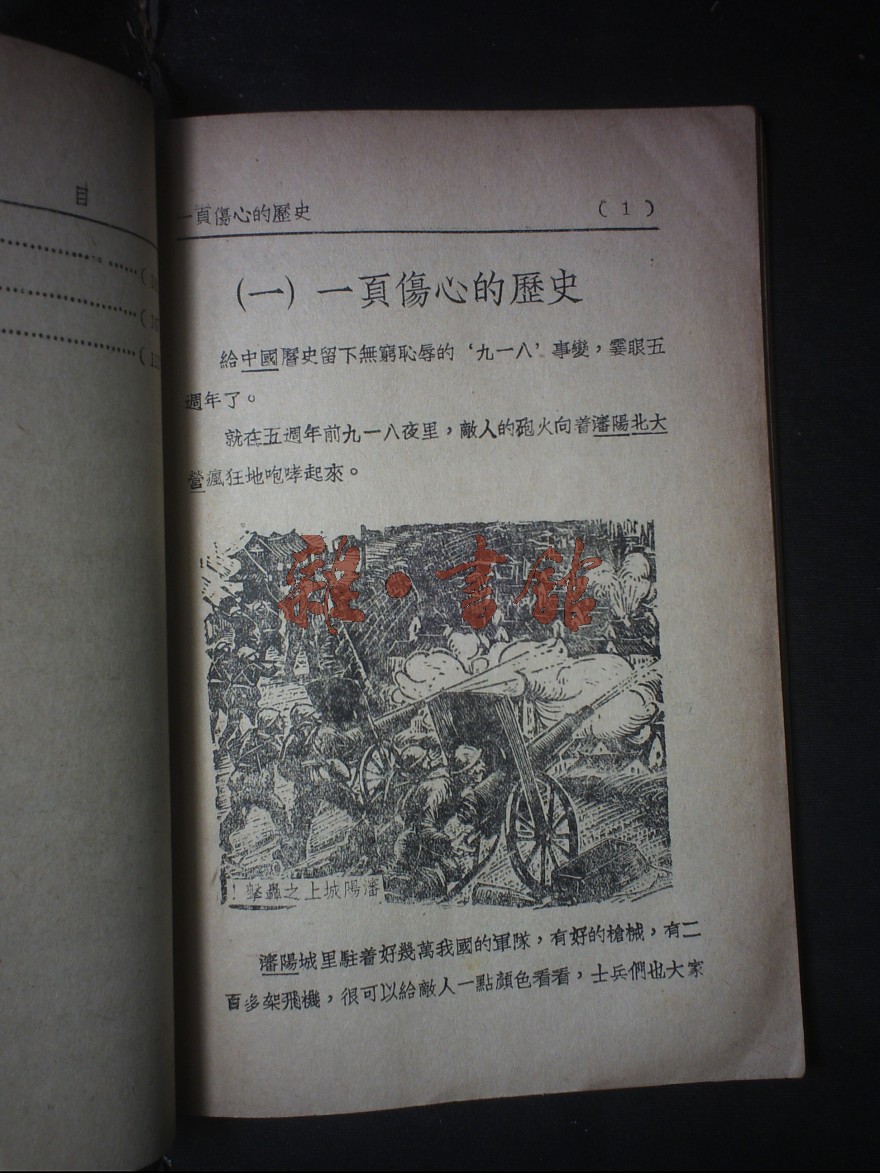 目
一頁傷心的歷史 (1)
(一) 一頁傷心的歷史
給中國曆史留下無窮恥辱的‘九一八’事變，霎眼五
週年了。
就在五週年前九一八夜里，敵人的砲火向着瀋陽北大
營瘋狂地咆哮起來。
雜·書館
！擊轟之上城陽瀋
瀋陽城里駐着好幾萬我國的軍隊，有好的槍械，有二
百多架飛機，很可以給敵人一點顏色看看，士兵們也大家